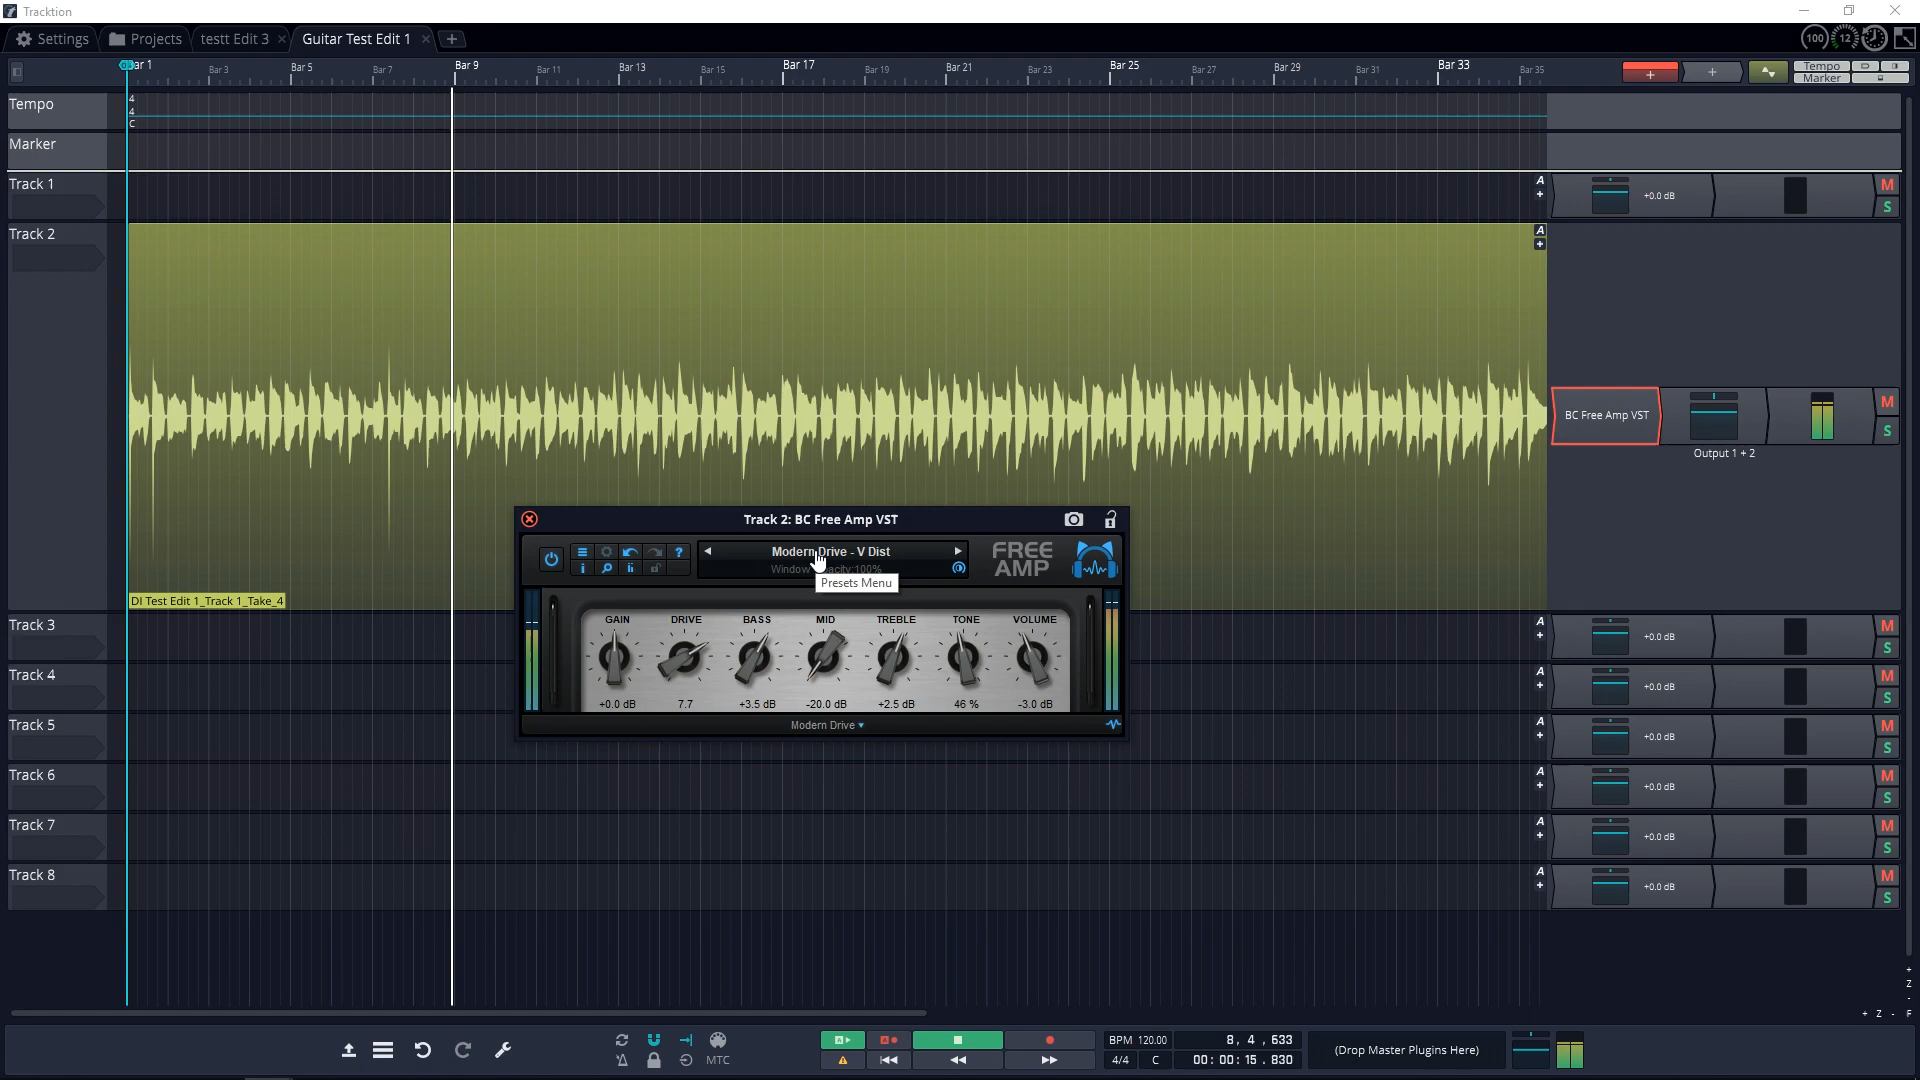 Tracktion
Settings
Projects
testt Edit 3
Guitar Test Edit 1
100
12
Bar 1
Bar 3
Bar 5
Bar 7
Bar 9
Bar 11
Bar 13
Bar 15
Bar 17
Bar 19
Bar 21
Bar 23
Bar 25
Bar 27
Bar 29
Bar 31
Bar 33
Bar 35
Tempo
Marker
Tempo
4
4
C
Marker
Track 1
A
+0.0 dB
M
S
Track 2
A
BC Free Amp VST
M
S
Output 1 + 2
DI Test Edit 1_Track 1_Take_4
Track 2: BC Free Amp VST
Modern Drive - V Dist
Presets Menu
FREE
AMP
GAIN DRIVE BASS MID TREBLE TONE VOLUME
+0.0 dB 7.7 +3.5 dB -20.0 dB +2.5 dB 46 % -3.0 dB
Modern Drive
Track 3
A
+0.0 dB
M
S
Track 4
A
+0.0 dB
M
S
Track 5
A
+0.0 dB
M
S
Track 6
A
+0.0 dB
M
S
Track 7
A
+0.0 dB
M
S
Track 8
A
+0.0 dB
M
S
+
Z
-
+ Z - F
MTC
BPM 120.00
8, 4 , 633
4/4
C
00: 00: 15 . 830
(Drop Master Plugins Here)